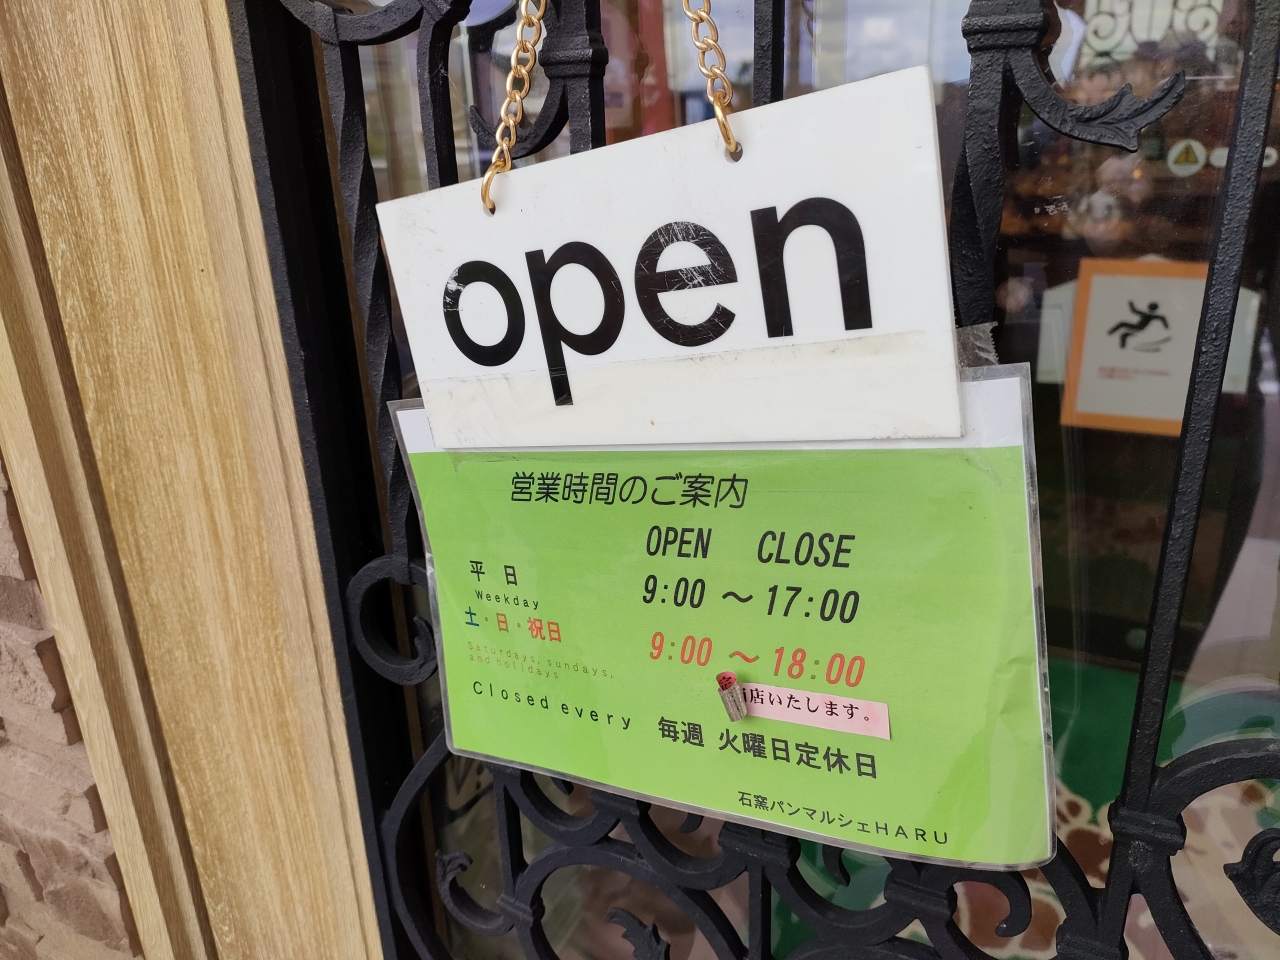 open
営業時間のご案内
OPEN CLOSE
平 日 9:00 ～ 17:00
Weekday
土・日・祝日 9:00 ～ 18:00
Saturdays, sundays,
and holidays
店いたします。
Closed every 毎週 火曜日定休日
石窯パンマルシェHARU